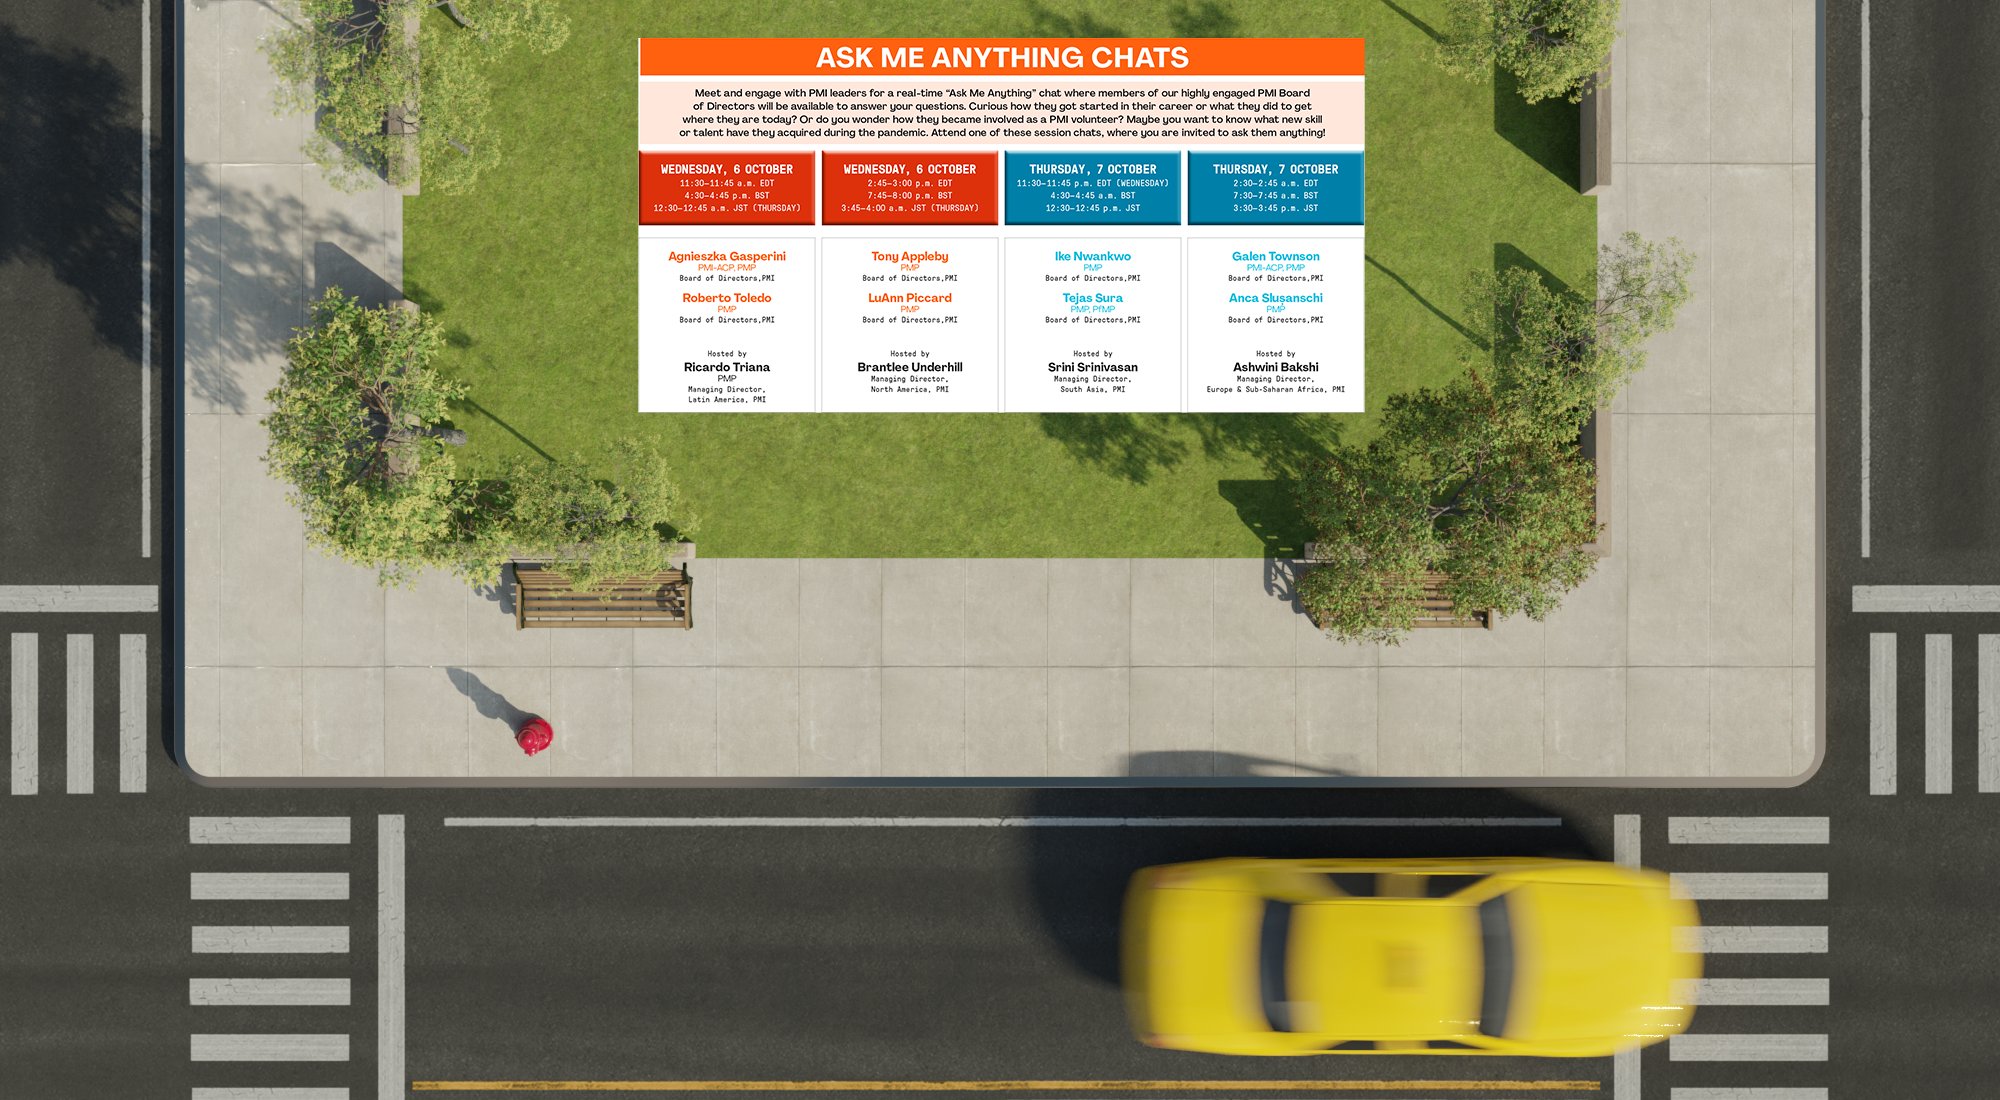 ASK ME ANYTHING CHATS
Meet and engage with PMI leaders for a real-time “Ask Me Anything” chat where members of our highly engaged PMI Board
of Directors will be available to answer your questions. Curious how they got started in their career or what they did to get
where they are today? Or do you wonder how they became involved as a PMI volunteer? Maybe you want to know what new skill
or talent have they acquired during the pandemic. Attend one of these session chats, where you are invited to ask them anything!
WEDNESDAY, 6 OCTOBER
11:30–11:45 a.m. EDT
4:30–4:45 p.m. BST
12:30–12:45 a.m. JST (THURSDAY)
Agnieszka Gasperini
PMI-ACP, PMP
Board of Directors,PMI
Roberto Toledo
PMP
Board of Directors,PMI
Hosted by
Ricardo Triana
PMP
Managing Director,
Latin America, PMI
WEDNESDAY, 6 OCTOBER
2:45–3:00 p.m. EDT
7:45–8:00 p.m. BST
3:45–4:00 a.m. JST (THURSDAY)
Tony Appleby
PMP
Board of Directors,PMI
LuAnn Piccard
PMP
Board of Directors,PMI
Hosted by
Brantlee Underhill
Managing Director,
North America, PMI
THURSDAY, 7 OCTOBER
11:30–11:45 p.m. EDT (WEDNESDAY)
4:30–4:45 a.m. BST
12:30–12:45 p.m. JST
Ike Nwankwo
PMP
Board of Directors,PMI
Tejas Sura
PMP, PfMP
Board of Directors,PMI
Hosted by
Srini Srinivasan
Managing Director,
South Asia, PMI
THURSDAY, 7 OCTOBER
2:30–2:45 a.m. EDT
7:30–7:45 a.m. BST
3:30–3:45 p.m. JST
Galen Townson
PMI-ACP, PMP
Board of Directors,PMI
Anca Slușanschi
PMP
Board of Directors,PMI
Hosted by
Ashwini Bakshi
Managing Director,
Europe & Sub-Saharan Africa, PMI